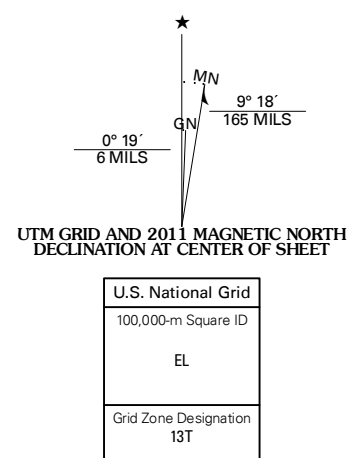 ★
MN
GN
9° 18´
165 MILS
0° 19´
6 MILS
UTM GRID AND 2011 MAGNETIC NORTH
DECLINATION AT CENTER OF SHEET
U.S. National Grid
100,000-m Square ID
EL
Grid Zone Designation
13T